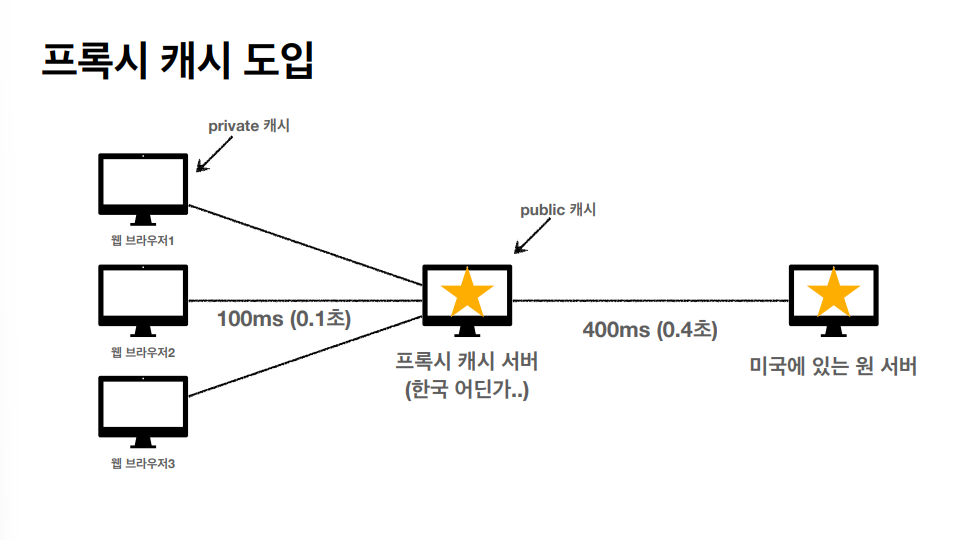 프록시 캐시 도입
private 캐시
public 캐시
웹 브라우저1
웹 브라우저2
웹 브라우저3
100ms (0.1초)
프록시 캐시 서버
(한국 어딘가..)
400ms (0.4초)
미국에 있는 원 서버